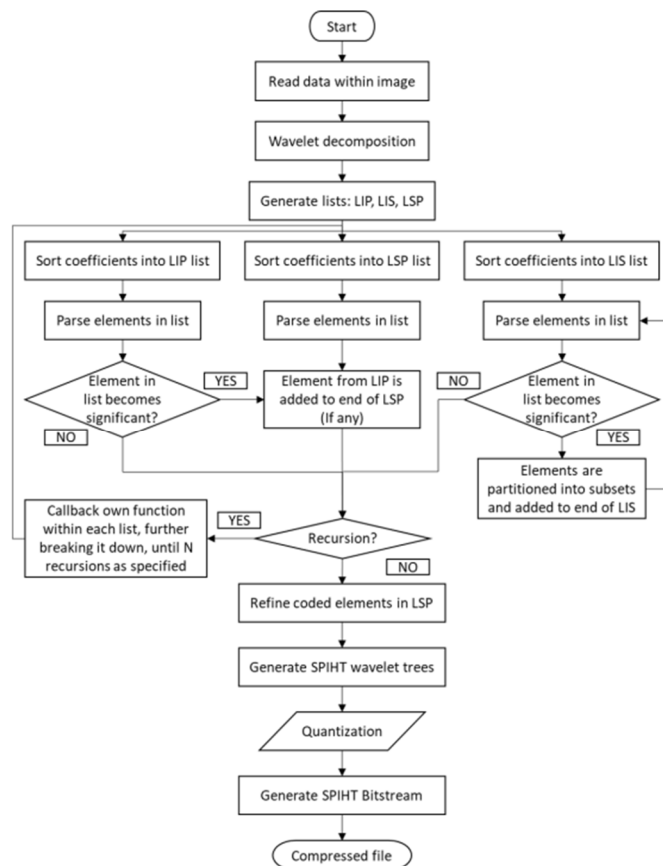 Start
Read data within image
Wavelet decomposition
Generate lists: LIP, LIS, LSP
Sort coefficients into LIP list
Sort coefficients into LSP list
Sort coefficients into LIS list
Parse elements in list
Parse elements in list
Parse elements in list
Element in
list becomes
significant?
YES
NO
Element from LIP is
added to end of LSP
(If any)
NO
Element in
list becomes
significant?
YES
Elements are
partitioned into subsets
and added to end of LIS
Callback own function
within each list, further
breaking it down, until N
recursions as specified
YES
Recursion?
NO
Refine coded elements in LSP
Generate SPIHT wavelet trees
Quantization
Generate SPIHT Bitstream
Compressed file